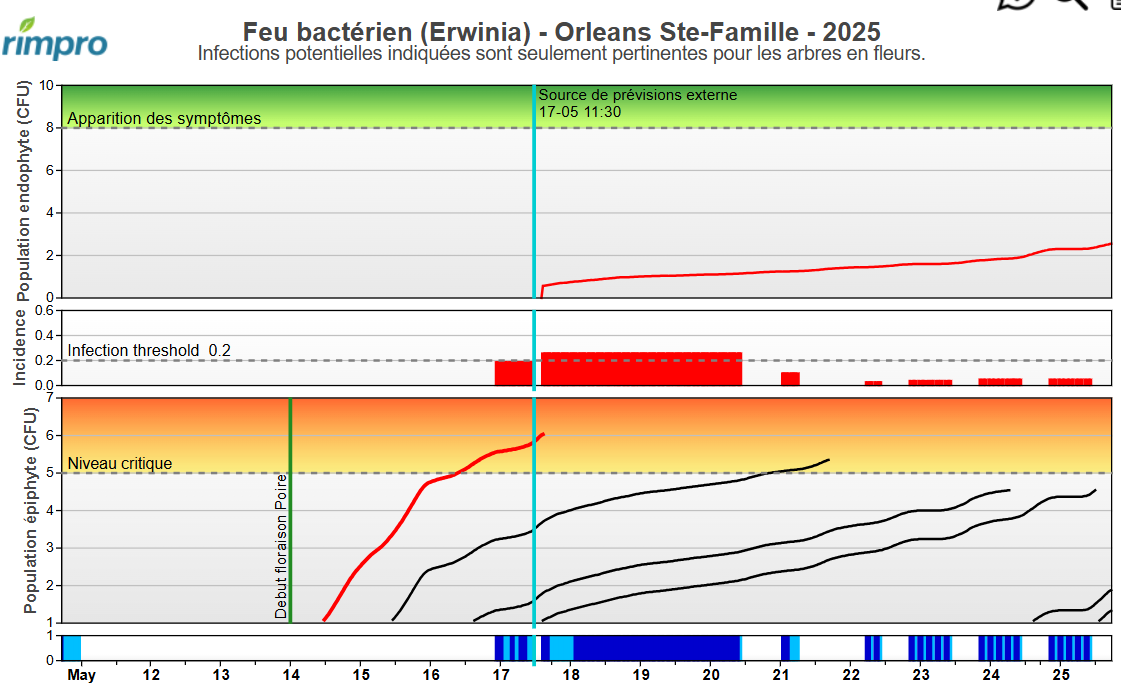 rimpro
Feu bactérien (Erwinia) - Orleans Ste-Famille - 2025
Infections potentielles indiquées sont seulement pertinentes pour les arbres en fleurs.
Population endophyte (CFU)
10
8
6
4
2
0
Apparition des symptômes
Source de prévisions externe
17-05 11:30
Incidence
0.6
0.4
0.2
0.0
Infection threshold 0.2
Population épiphyte (CFU)
7
6
5
4
3
2
1
Niveau critique
Debut floraison Poire
1
0
May 12 13 14 15 16 17 18 19 20 21 22 23 24 25